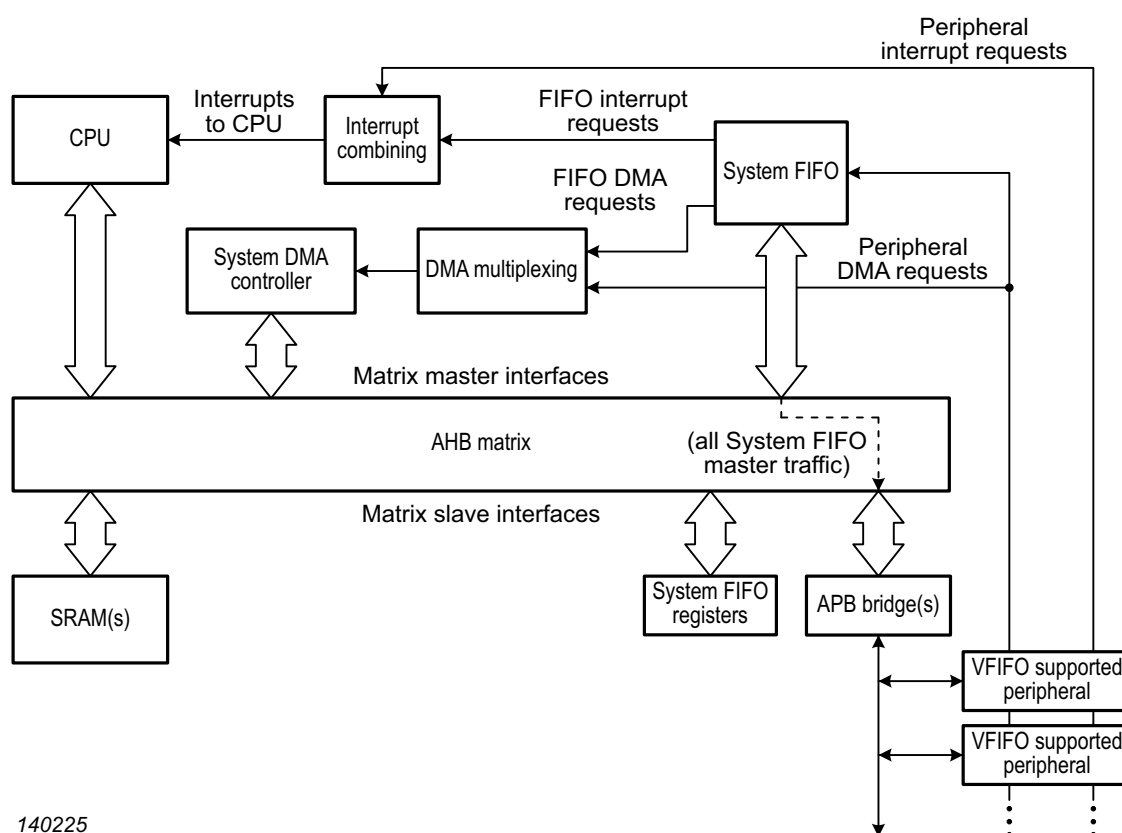 Peripheral
interrupt requests
CPU
Interrupts
to CPU
Interrupt
combining
FIFO interrupt
requests
System FIFO
FIFO DMA
requests
System DMA
controller
DMA multiplexing
Peripheral
DMA requests
Matrix master interfaces
AHB matrix
(all System FIFO
master traffic)
Matrix slave interfaces
SRAM(s)
System FIFO
registers
APB bridge(s)
VFIFO supported
peripheral
VFIFO supported
peripheral
140225